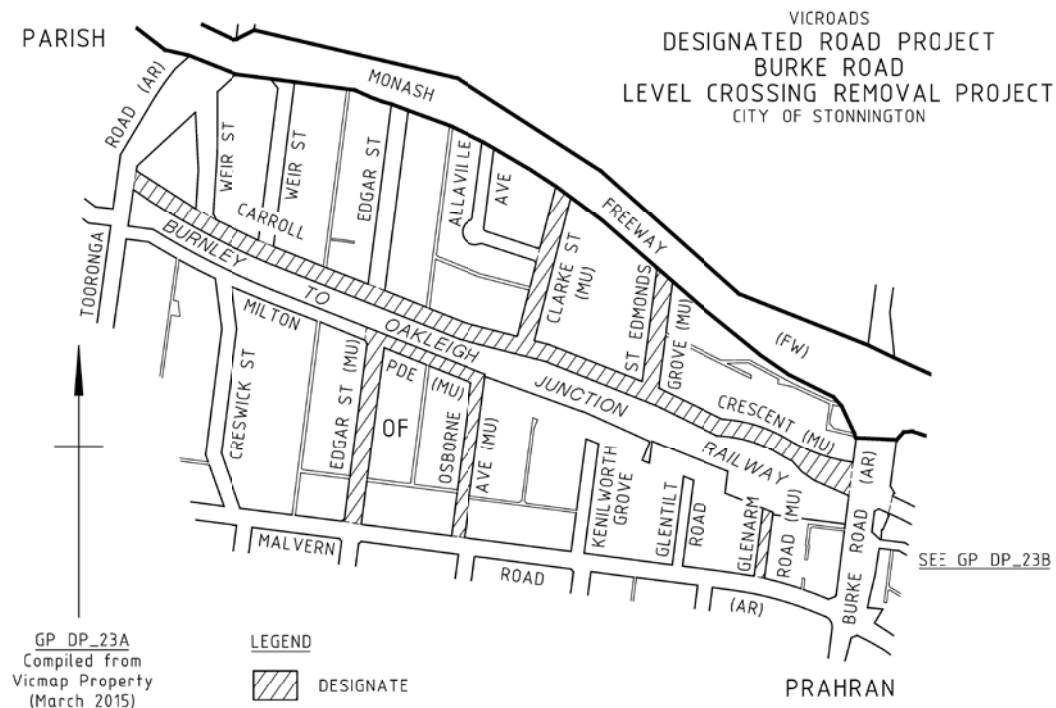 PARISH
VICROADS
DESIGNATED ROAD PROJECT
BURKE ROAD
LEVEL CROSSING REMOVAL PROJECT
CITY OF STONNINGTON
MONASH
FREEWAY
(FW)
ROAD (AR)
TOORONGA
WEIR ST
WEIR ST
EDGAR ST
ALLAVILLE
AVE
CARROLL
CLARKE ST
(MU)
ST EDMONDS
GROVE (MU)
CRESCENT (MU)
BURNLEY
TO
OAKLEIGH
JUNCTION
RAILWAY
MILTON
PDE (MU)
CRESWICK ST
EDGAR ST (MU)
OF
OSBORNE
AVE (MU)
KENILWORTH
GROVE
GLENTILT
ROAD
GLENARM
ROAD (MU)
BURKE ROAD (AR)
SEE GP DP_23B
MALVERN
ROAD
(AR)
GP DP_23A
Compiled from
Vicmap Property
(March 2015)
LEGEND
DESIGNATE
PRAHRAN